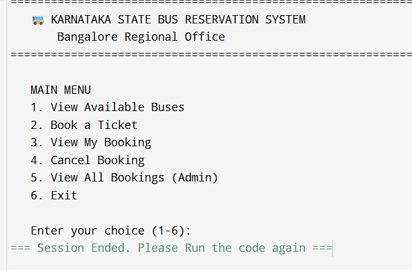 ================================================================
🚌 KARNATAKA STATE BUS RESERVATION SYSTEM
Bangalore Regional Office
================================================================
MAIN MENU
1. View Available Buses
2. Book a Ticket
3. View My Booking
4. Cancel Booking
5. View All Bookings (Admin)
6. Exit
Enter your choice (1-6):
=== Session Ended. Please Run the code again ===